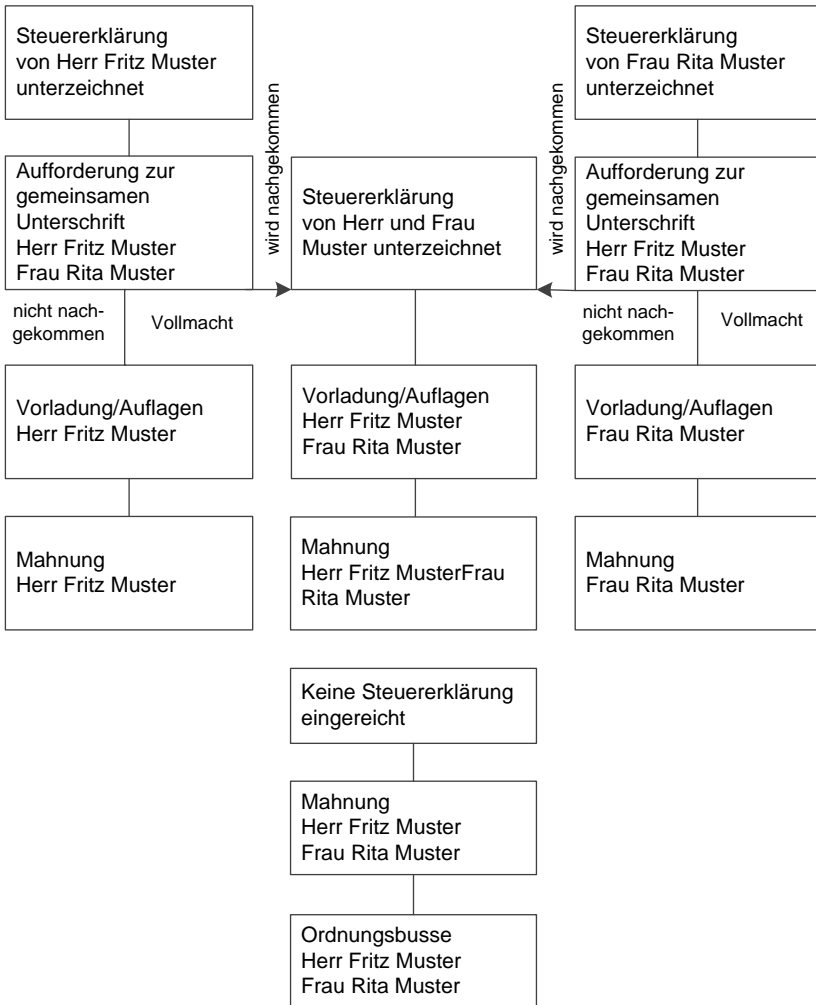 Steuererklärung
von Herr Fritz Muster
unterzeichnet
Aufforderung zur
gemeinsamen
Unterschrift
Herr Fritz Muster
Frau Rita Muster
wird nachgekommen
nicht nach-
gekommen
Vollmacht
Vorladung/Auflagen
Herr Fritz Muster
Mahnung
Herr Fritz Muster
Steuererklärung
von Herr und Frau
Muster unterzeichnet
Vorladung/Auflagen
Herr Fritz Muster
Frau Rita Muster
Mahnung
Herr Fritz MusterFrau
Rita Muster
Steuererklärung
von Frau Rita Muster
unterzeichnet
wird nachgekommen
Aufforderung zur
gemeinsamen
Unterschrift
Herr Fritz Muster
Frau Rita Muster
nicht nach-
gekommen
Vollmacht
Vorladung/Auflagen
Frau Rita Muster
Mahnung
Frau Rita Muster
Keine Steuererklärung
eingereicht
Mahnung
Herr Fritz Muster
Frau Rita Muster
Ordnungsbusse
Herr Fritz Muster
Frau Rita Muster